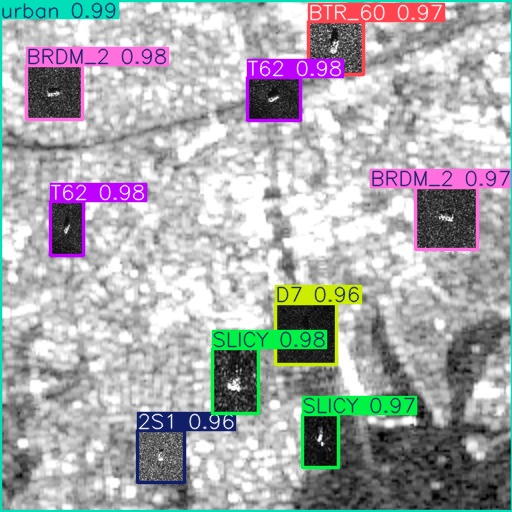 urban 0.99
BTR_60 0.97
BRDM_2 0.98
T62 0.98
BRDM_2 0.97
T62 0.98
D7 0.96
SLICY 0.98
SLICY 0.97
2S1 0.96